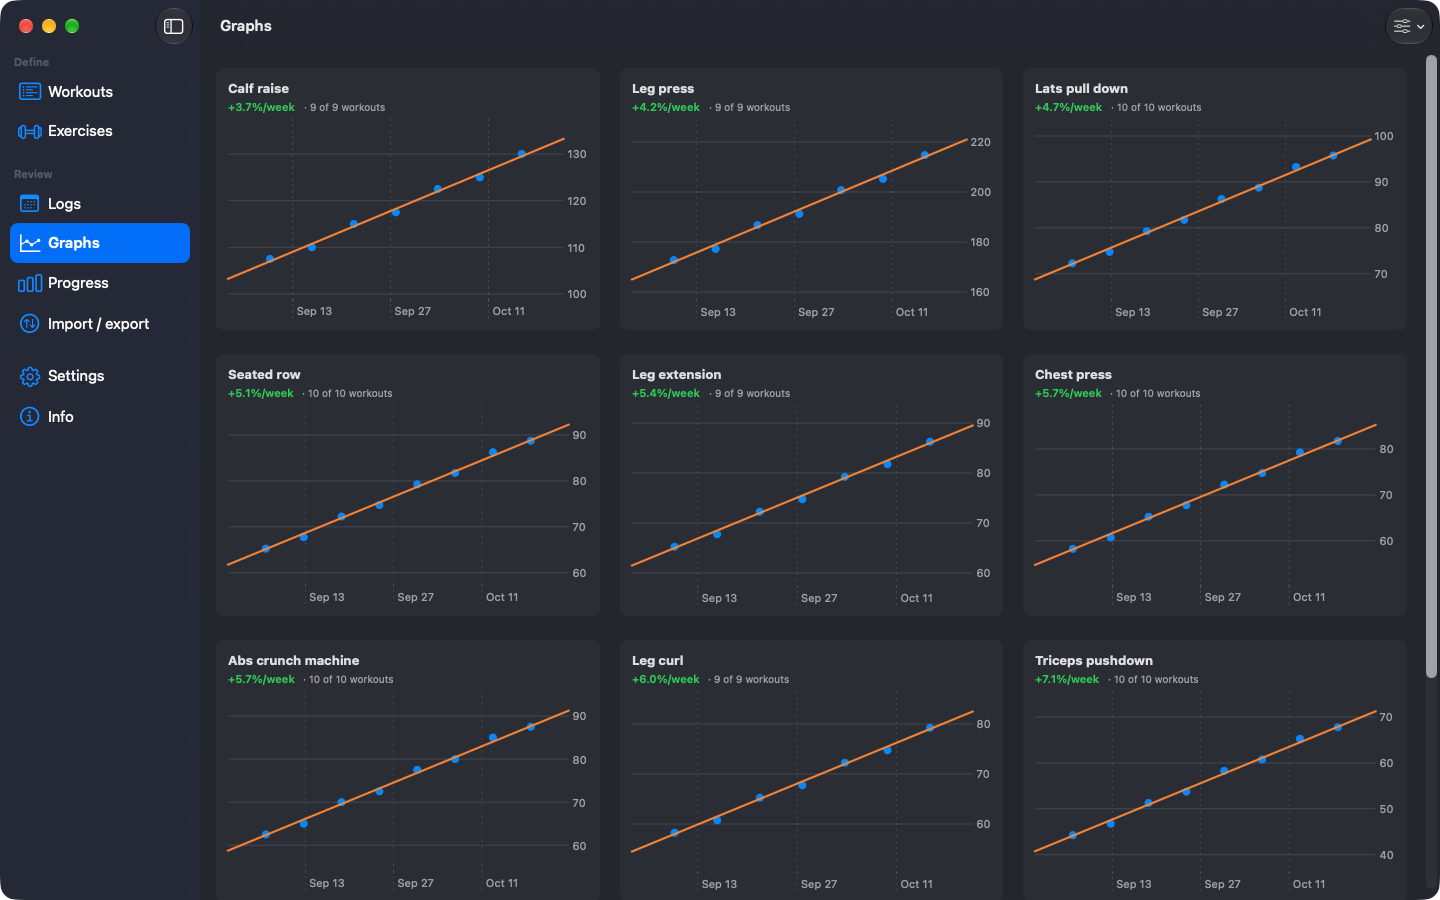 Graphs
Define
Workouts
Exercises
Review
Logs
Graphs
Progress
Import / export
Settings
Info
Calf raise
+3.7%/week · 9 of 9 workouts
130
120
110
100
Sep 13 Sep 27 Oct 11
Leg press
+4.2%/week · 9 of 9 workouts
220
200
180
160
Sep 13 Sep 27 Oct 11
Lats pull down
+4.7%/week · 10 of 10 workouts
100
90
80
70
Sep 13 Sep 27 Oct 11
Seated row
+5.1%/week · 10 of 10 workouts
90
80
70
60
Sep 13 Sep 27 Oct 11
Leg extension
+5.4%/week · 9 of 9 workouts
90
80
70
60
Sep 13 Sep 27 Oct 11
Chest press
+5.7%/week · 10 of 10 workouts
80
70
60
Sep 13 Sep 27 Oct 11
Abs crunch machine
+5.7%/week · 10 of 10 workouts
90
80
70
60
Sep 13 Sep 27 Oct 11
Leg curl
+6.0%/week · 9 of 9 workouts
80
70
60
Sep 13 Sep 27 Oct 11
Triceps pushdown
+7.1%/week · 10 of 10 workouts
70
60
50
40
Sep 13 Sep 27 Oct 11